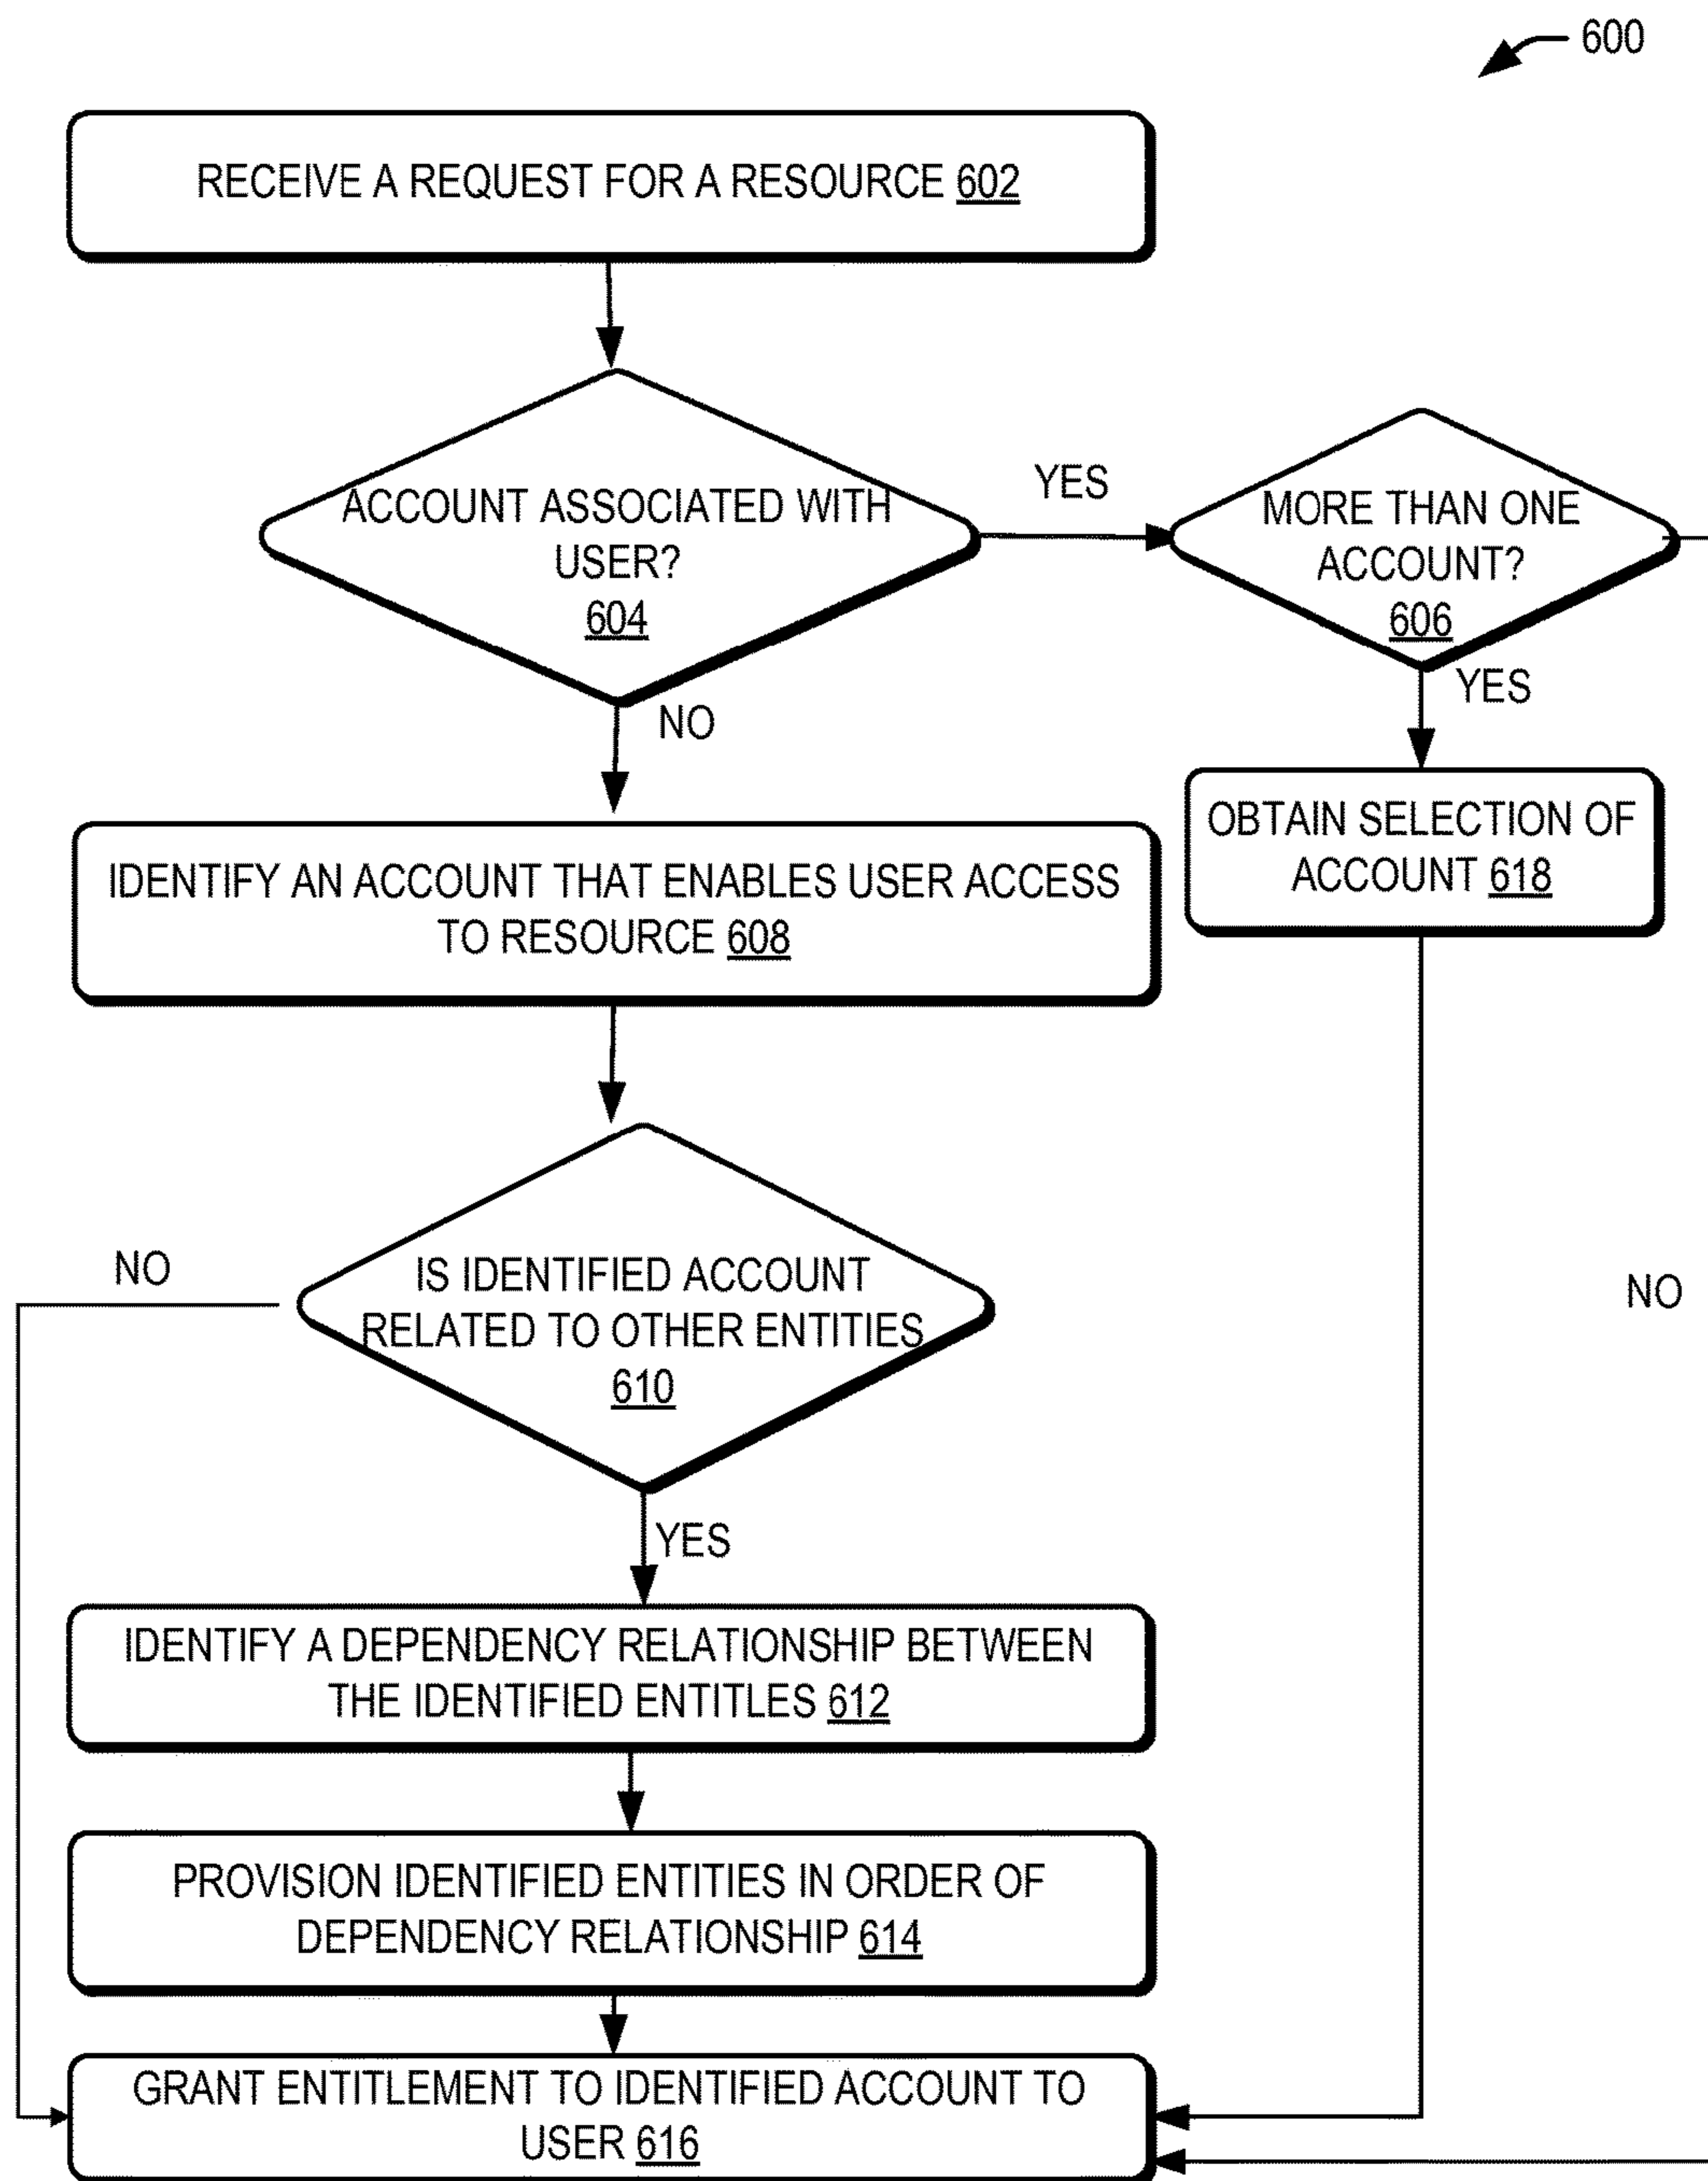 600
RECEIVE A REQUEST FOR A RESOURCE 602
ACCOUNT ASSOCIATED WITH
USER?
604
YES
MORE THAN ONE
ACCOUNT?
606
NO
YES
OBTAIN SELECTION OF
ACCOUNT 618
IDENTIFY AN ACCOUNT THAT ENABLES USER ACCESS
TO RESOURCE 608
NO
IS IDENTIFIED ACCOUNT
RELATED TO OTHER ENTITIES
610
NO
YES
IDENTIFY A DEPENDENCY RELATIONSHIP BETWEEN
THE IDENTIFIED ENTITLES 612
PROVISION IDENTIFIED ENTITIES IN ORDER OF
DEPENDENCY RELATIONSHIP 614
GRANT ENTITLEMENT TO IDENTIFIED ACCOUNT TO
USER 616